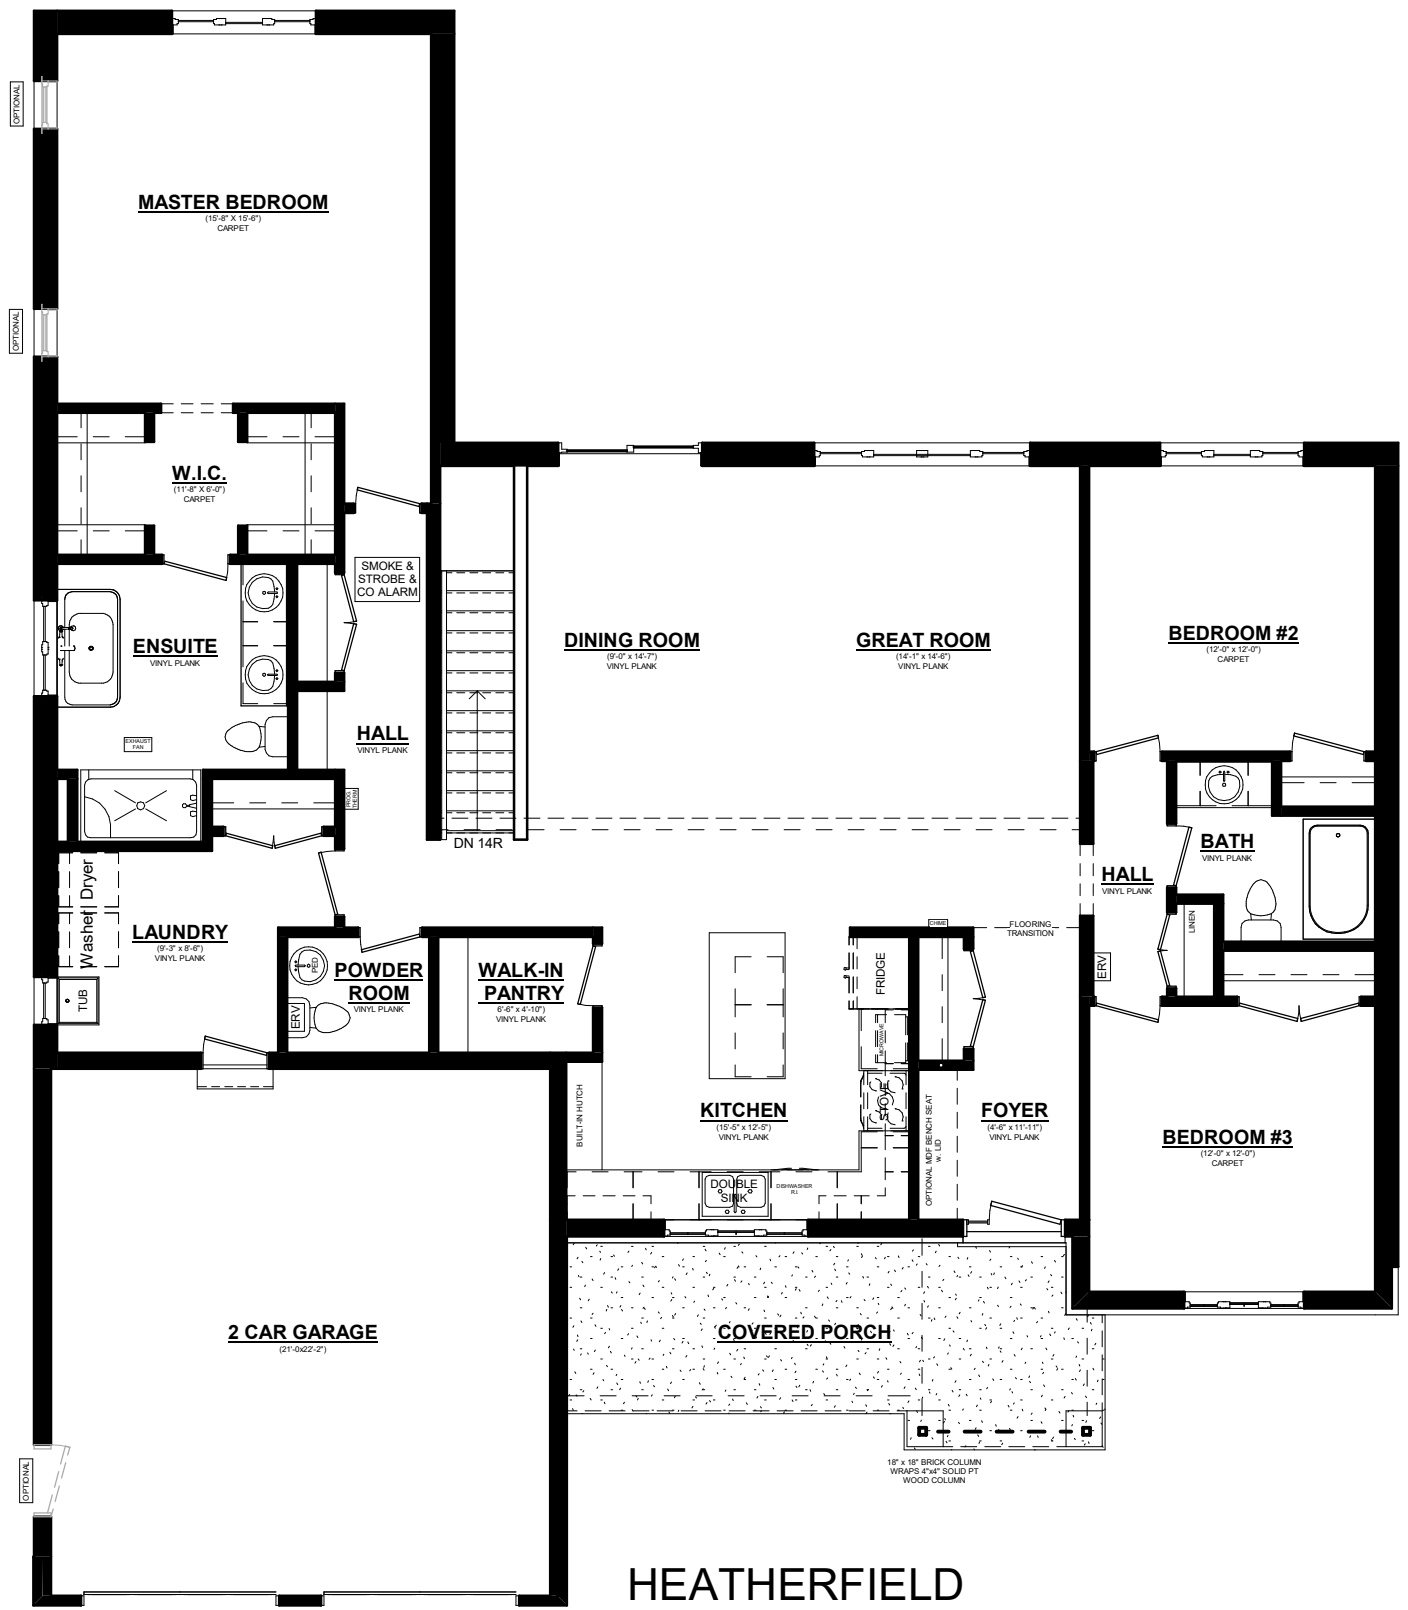 OPTIONAL
MASTER BEDROOM
(15'-8" X 15'-6")
CARPET
OPTIONAL
W.I.C.
(11'-8" X 6'-0")
CARPET
SMOKE &
STROBE &
CO ALARM
ENSUITE
VINYL PLANK
EXHAUST
FAN
HALL
VINYL PLANK
PROG.
THERM
DN 14R
DINING ROOM
(9'-0" x 14'-7")
VINYL PLANK
GREAT ROOM
(14'-1" x 14'-6")
VINYL PLANK
BEDROOM #2
(12'-0" x 12'-0")
CARPET
BATH
VINYL PLANK
HALL
VINYL PLANK
LINEN
ERV
Washer
Dryer
LAUNDRY
(9'-3" x 8'-6")
VINYL PLANK
TUB
PED
POWDER
ROOM
VINYL PLANK
ERV
WALK-IN
PANTRY
6'-6" x 4'-10")
VINYL PLANK
CHIME
FLOORING
TRANSITION
FRIDGE
MICROWAVE
STOVE
BUILT-IN HUTCH
KITCHEN
(15'-5" x 12'-5")
VINYL PLANK
DOUBLE
SINK
DISHWASHER
R.I.
FOYER
(4'-6" x 11'-11")
VINYL PLANK
OPTIONAL MDF BENCH SEAT
w. LID
BEDROOM #3
(12'-0" x 12'-0")
CARPET
2 CAR GARAGE
(21'-0x22'-2")
COVERED PORCH
OPTIONAL
18" x 18" BRICK COLUMN
WRAPS 4"x4" SOLID PT
WOOD COLUMN
HEATHERFIELD